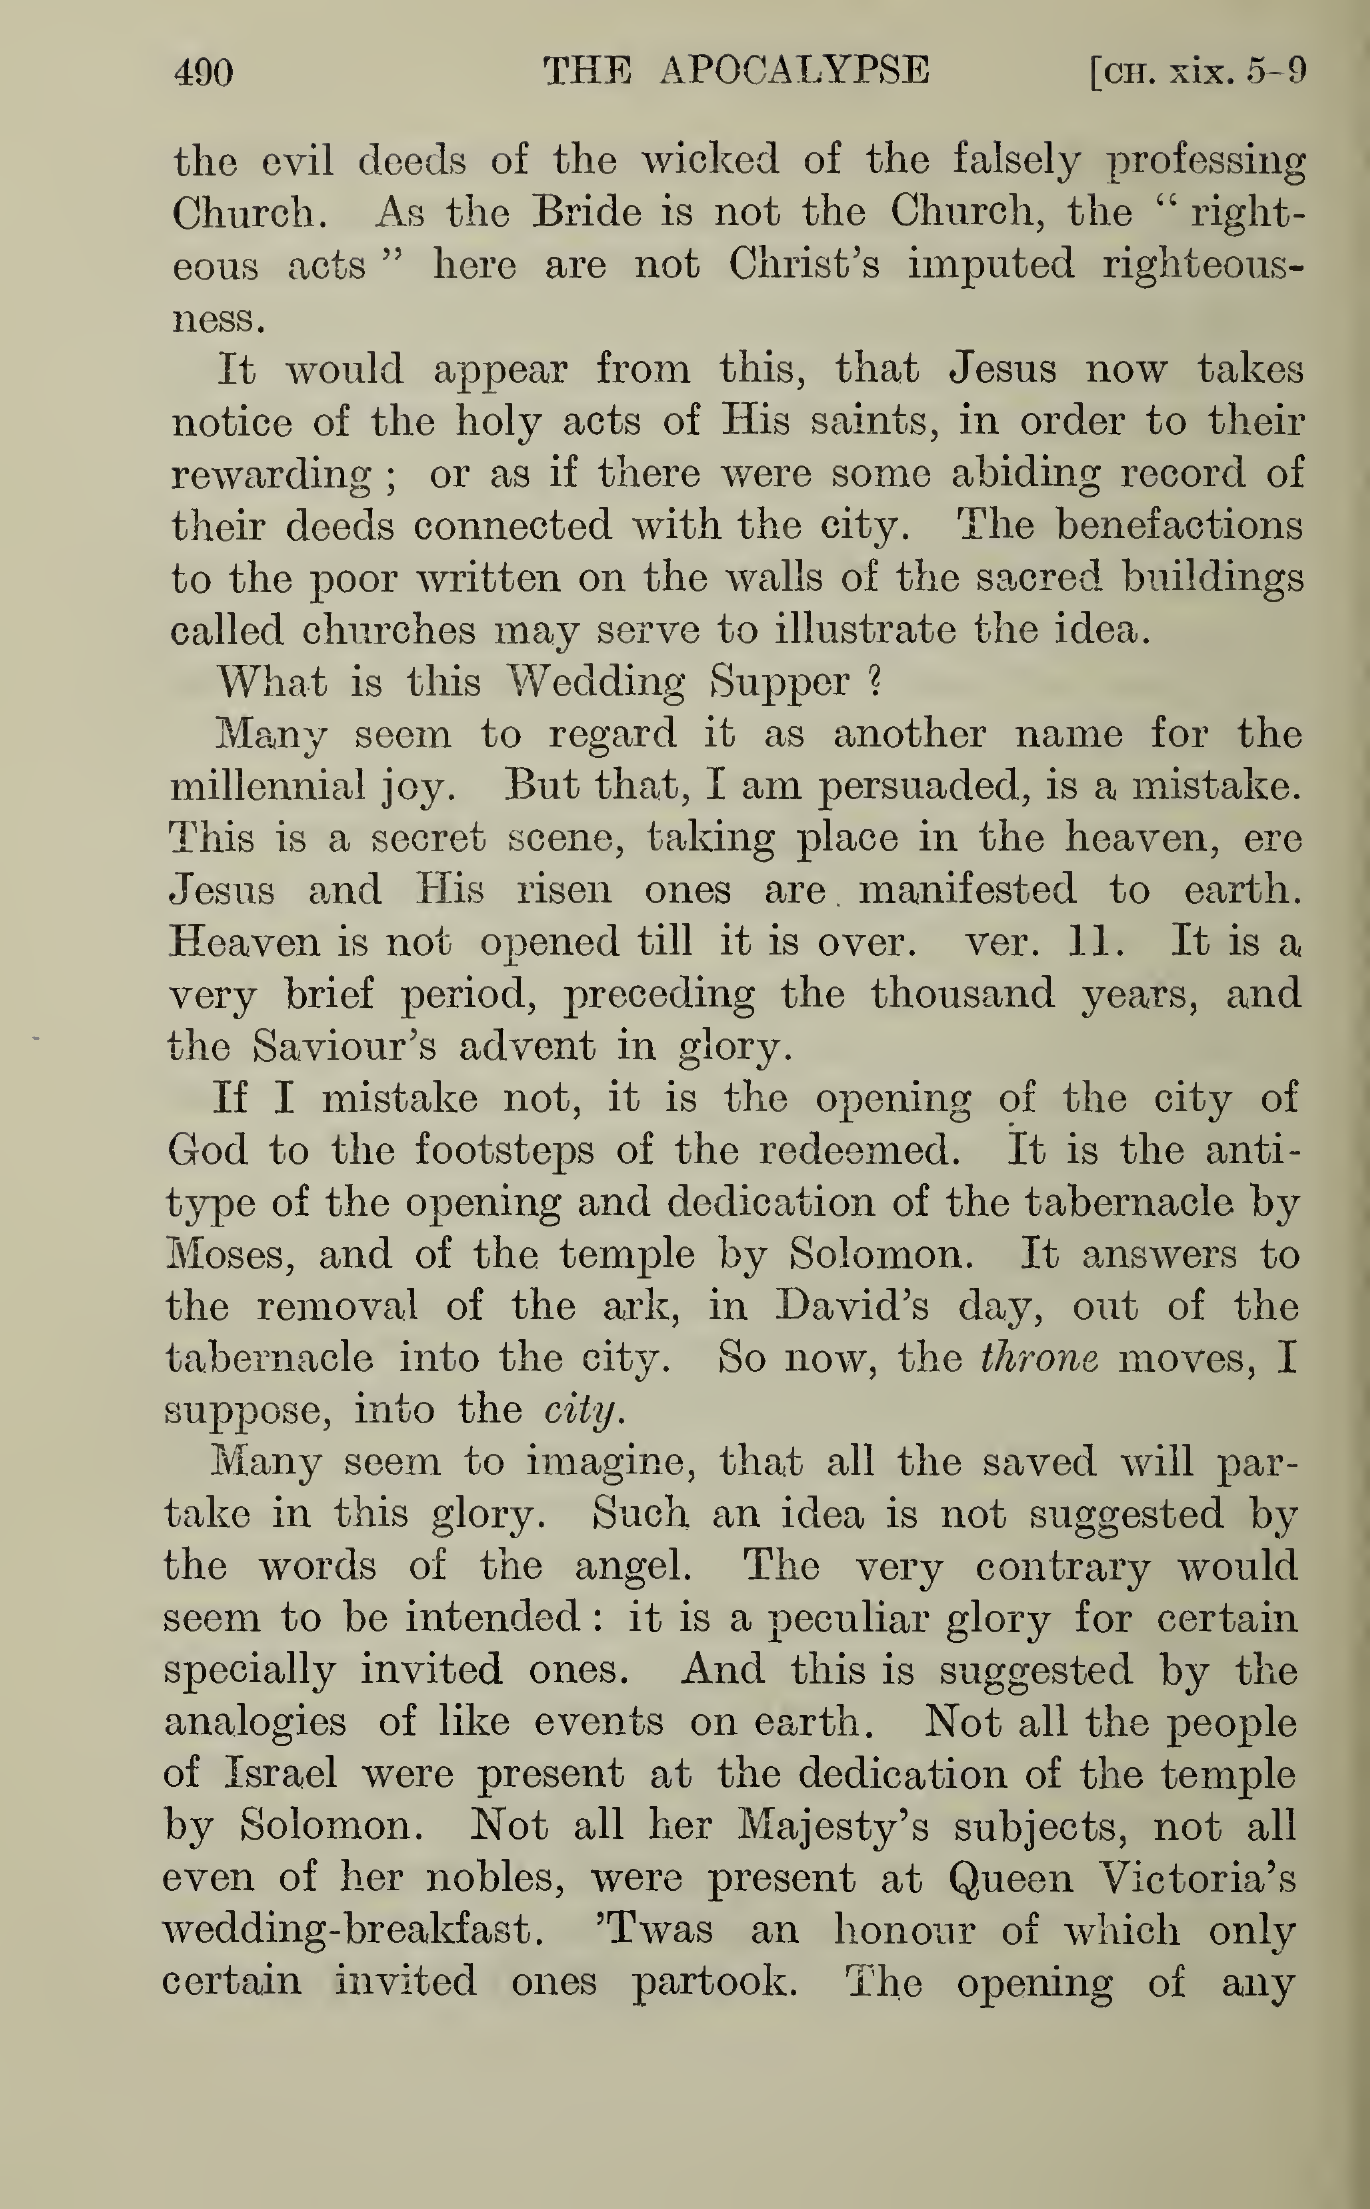 490 THE APOCALYPSE [CH. xix. 5-9
the evil deeds of the wicked of the falsely professing
Church. As the Bride is not the Church, the “ right-
eous acts ” here are not Christ’s imputed righteous-
ness.
It would appear from this, that Jesus now takes
notice of the holy acts of His saints, in order to their
rewarding ; or as if there were some abiding record of
their deeds connected with the city. The benefactions
to the poor written on the walls of the sacred buildings
called churches may serve to illustrate the idea.
What is this Wedding Supper ?
Many seem to regard it as another name for the
millennial joy. But that, I am persuaded, is a mistake.
This is a secret scene, taking place in the heaven, ere
Jesus and His risen ones are manifested to earth.
Heaven is not opened till it is over. ver. 11. It is a
very brief period, preceding the thousand years, and
the Saviour’s advent in glory.
If I mistake not, it is the opening of the city of
God to the footsteps of the redeemed. It is the anti-
type of the opening and dedication of the tabernacle by
Moses, and of the temple by Solomon. It answers to
the removal of the ark, in David’s day, out of the
tabernacle into the city. So now, the throne moves, I
suppose, into the city.
Many seem to imagine, that all the saved will par-
take in this glory. Such an idea is not suggested by
the words of the angel. The very contrary would
seem to be intended : it is a peculiar glory for certain
specially invited ones. And this is suggested by the
analogies of like events on earth. Not all the people
of Israel were present at the dedication of the temple
by Solomon. Not all her Majesty’s subjects, not all
even of her nobles, were present at Queen Victoria’s
wedding-breakfast. ’Twas an honour of which only
certain invited ones partook. The opening of any